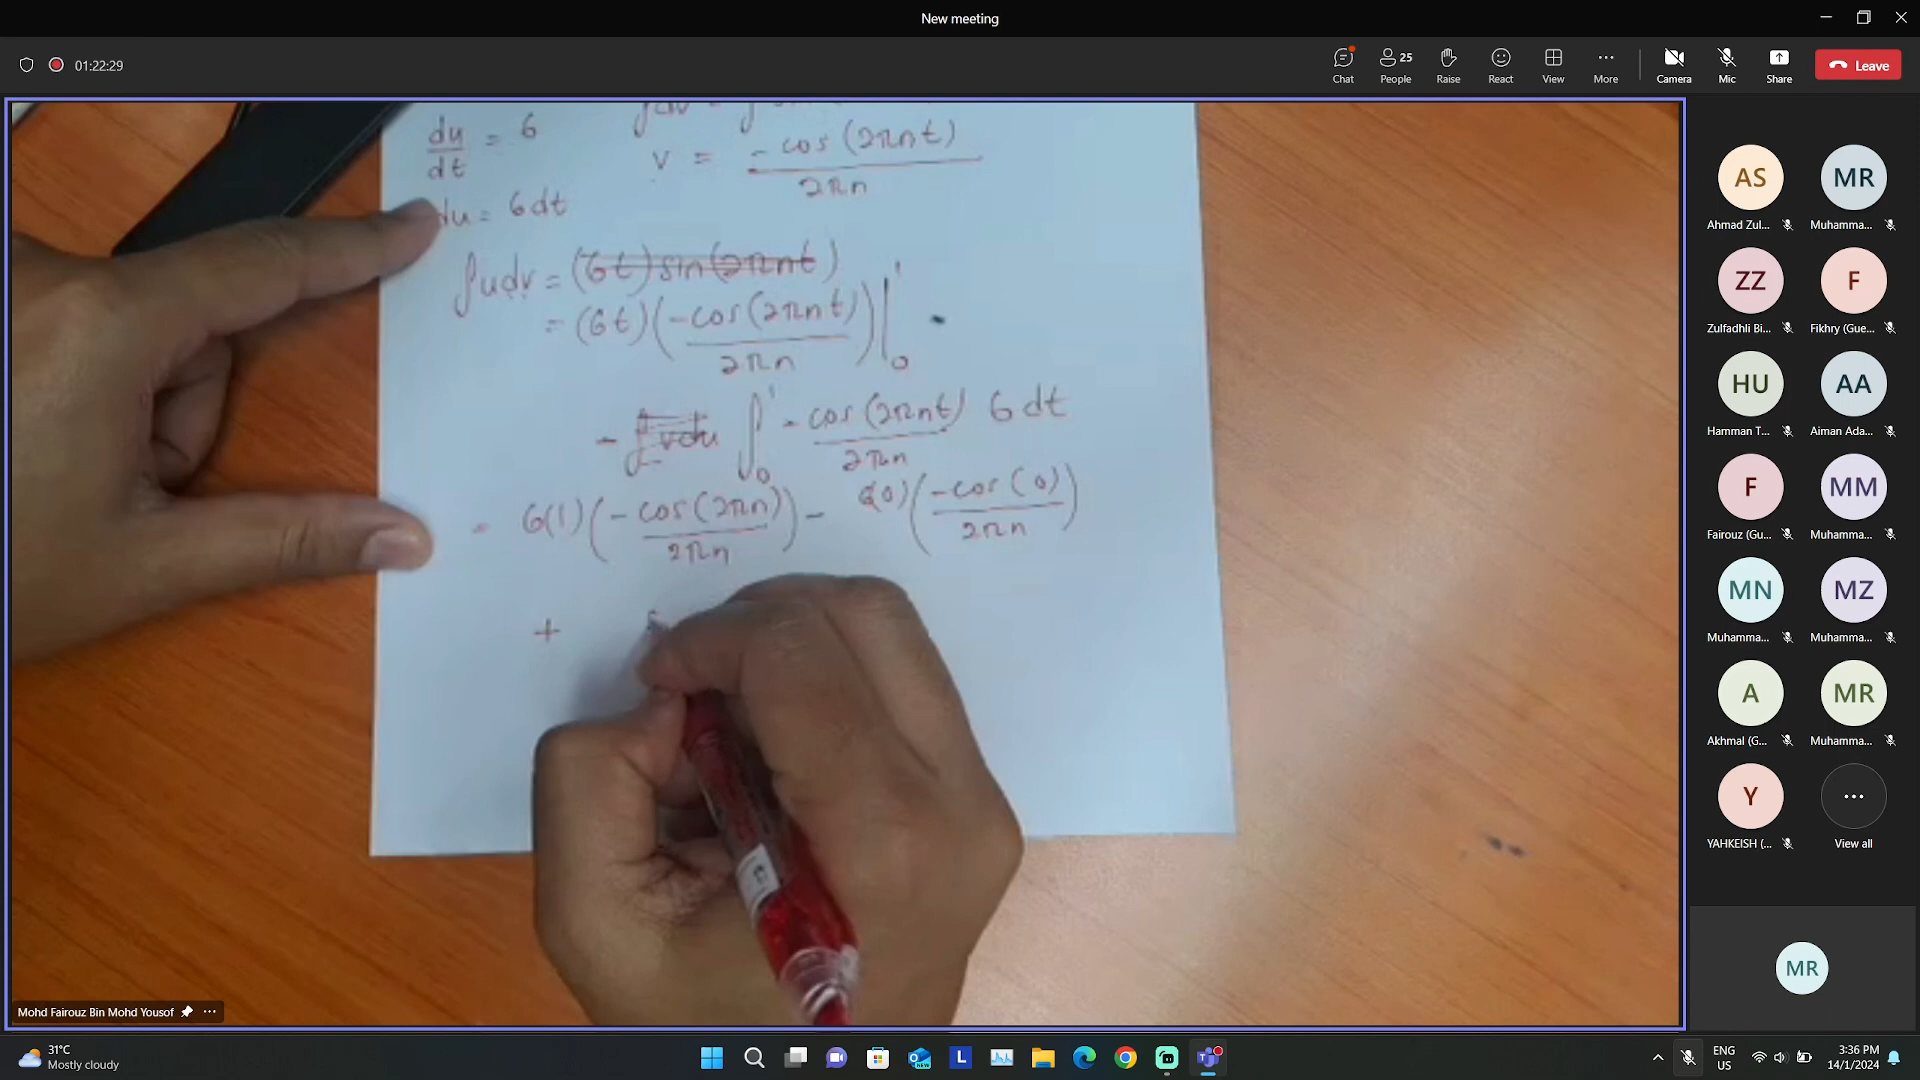 New meeting
01:22:29
Chat
25
People
Raise
React
View
More
Camera
Mic
Share
Leave
du/dt = 6
v = -cos(2πnt)/2πn
du = 6dt
∫udv = (6t) sin(2πnt)
= (6t)(-cos(2πnt)/2πn)|₀¹
- ∫vdu ∫₀¹ -cos(2πnt)/2πn 6 dt
= 6(1)(-cos(2πn)/2πn) - 6(0)(-cos(0)/2πn)
+
AS
MR
Ahmad Zul...
Muhamma...
ZZ
F
Zulfadhli Bi...
Fikhry (Gue...
HU
AA
Hamman T...
Aiman Ada...
F
MM
Fairouz (Gu...
Muhamma...
MN
MZ
Muhamma...
Muhamma...
A
MR
Akhmal (G...
Muhamma...
Y
...
YAHKEISH (...
View all
MR
Mohd Fairouz Bin Mohd Yousof
...
31°C
Mostly cloudy
NEW
L
ENG
US
3:36 PM
14/1/2024